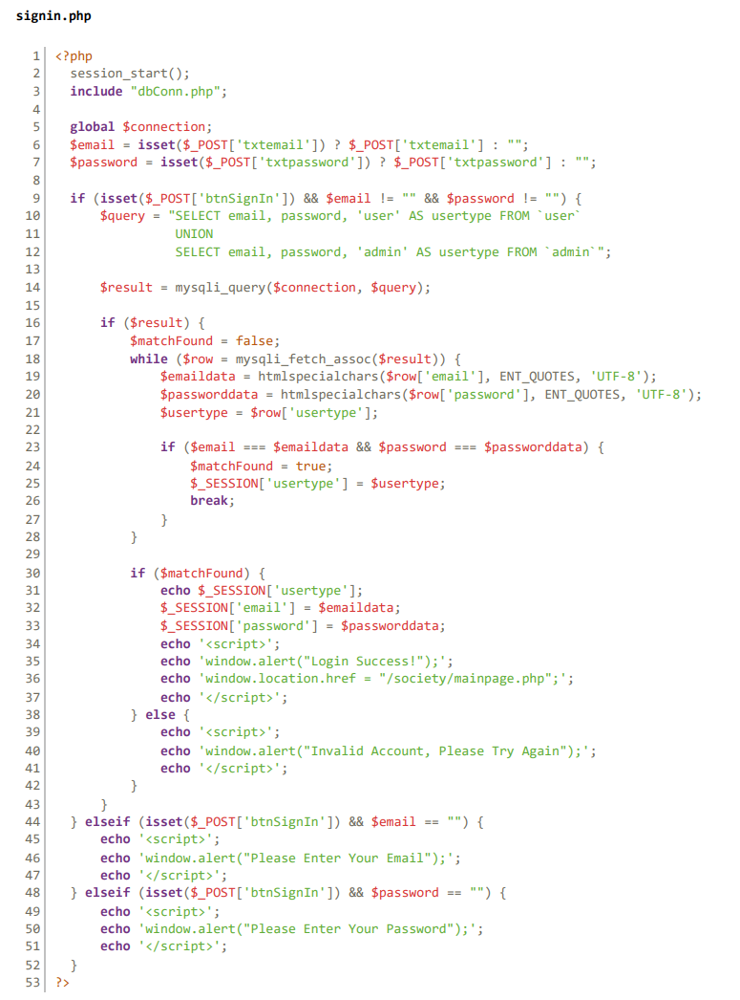 signin.php
1 <?php
2 session_start();
3 include "dbConn.php";
4
5 global $connection;
6 $email = isset($_POST['txtemail']) ? $_POST['txtemail'] : "";
7 $password = isset($_POST['txtpassword']) ? $_POST['txtpassword'] : "";
8
9 if (isset($_POST['btnSignIn']) && $email != "" && $password != "") {
10 $query = "SELECT email, password, 'user' AS usertype FROM `user`
11 UNION
12 SELECT email, password, 'admin' AS usertype FROM `admin`";
13
14 $result = mysqli_query($connection, $query);
15
16 if ($result) {
17 $matchFound = false;
18 while ($row = mysqli_fetch_assoc($result)) {
19 $emaildata = htmlspecialchars($row['email'], ENT_QUOTES, 'UTF-8');
20 $passworddata = htmlspecialchars($row['password'], ENT_QUOTES, 'UTF-8');
21 $usertype = $row['usertype'];
22
23 if ($email === $emaildata && $password === $passworddata) {
24 $matchFound = true;
25 $_SESSION['usertype'] = $usertype;
26 break;
27 }
28 }
29
30 if ($matchFound) {
31 echo $_SESSION['usertype'];
32 $_SESSION['email'] = $emaildata;
33 $_SESSION['password'] = $passworddata;
34 echo '<script>';
35 echo 'window.alert("Login Success!");';
36 echo 'window.location.href = "/society/mainpage.php";';
37 echo '</script>';
38 } else {
39 echo '<script>';
40 echo 'window.alert("Invalid Account, Please Try Again");';
41 echo '</script>';
42 }
43 }
44 } elseif (isset($_POST['btnSignIn']) && $email == "") {
45 echo '<script>';
46 echo 'window.alert("Please Enter Your Email");';
47 echo '</script>';
48 } elseif (isset($_POST['btnSignIn']) && $password == "") {
49 echo '<script>';
50 echo 'window.alert("Please Enter Your Password");';
51 echo '</script>';
52 }
53 ?>